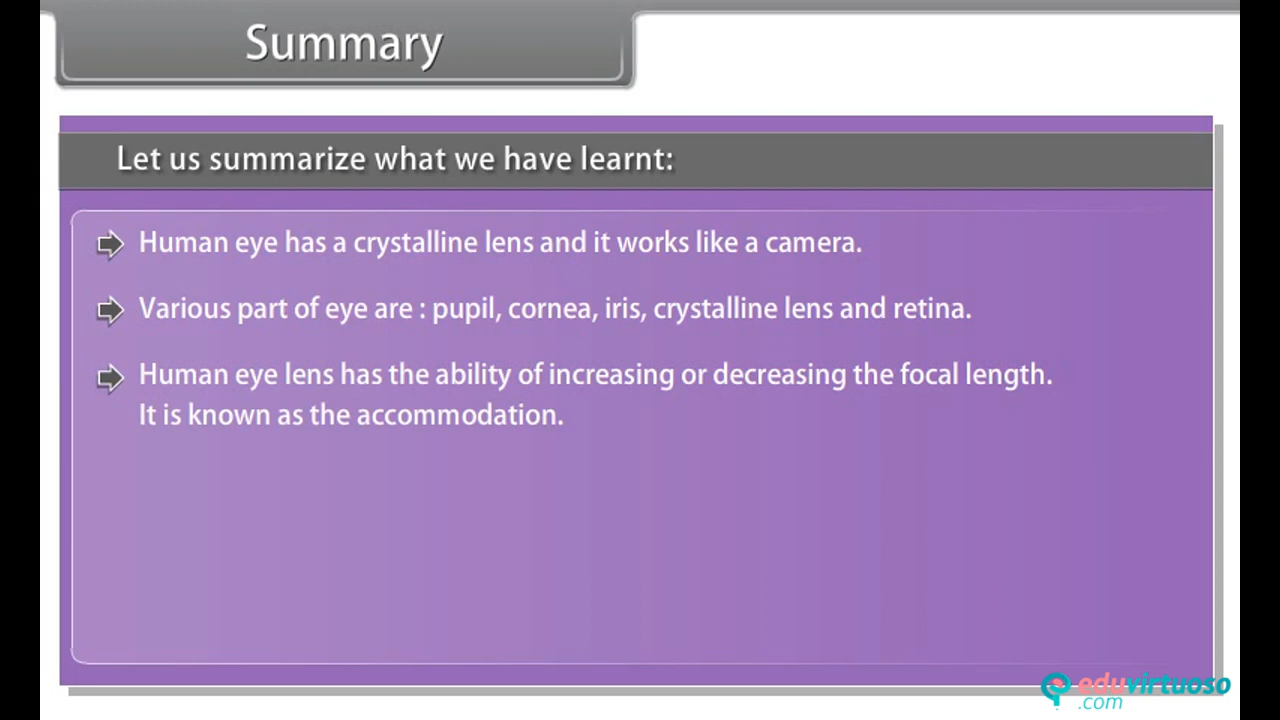 Summary
Let us summarize what we have learnt:
Human eye has a crystalline lens and it works like a camera.
Various part of eye are : pupil, cornea, iris, crystalline lens and retina.
Human eye lens has the ability of increasing or decreasing the focal length.
It is known as the accommodation.
eduvirtuoso
.com